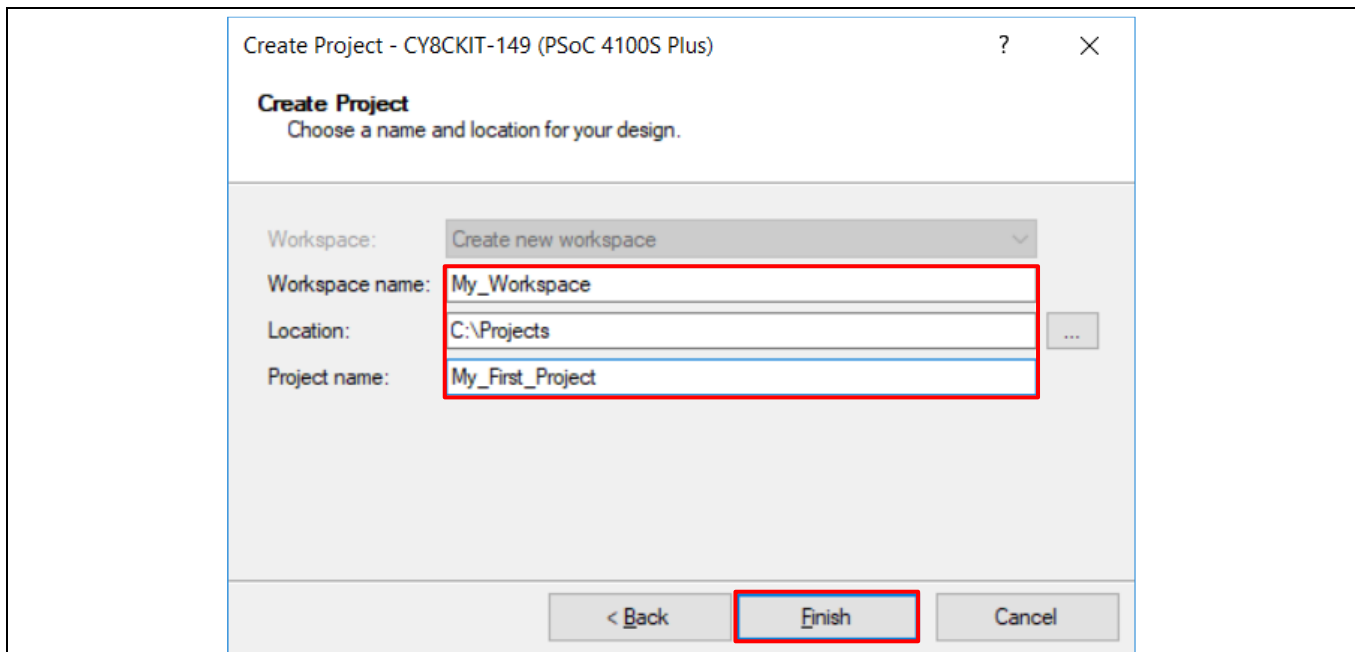 Create Project - CY8CKIT-149 (PSoC 4100S Plus) ?
Create Project
Choose a name and location for your design.
Workspace: Create new workspace
Workspace name: My_Workspace
Location: C:\Projects ...
Project name: My_First_Project
< Back Finish Cancel